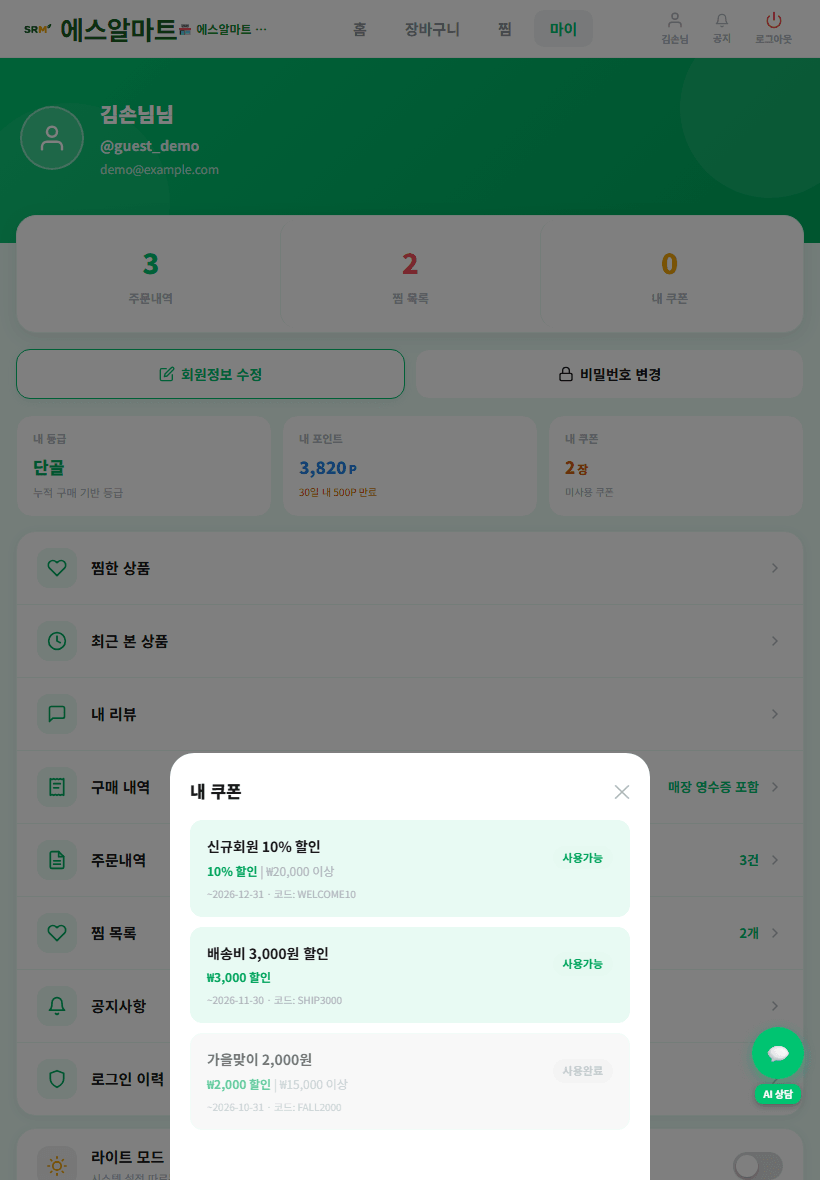 SRM 에스알마트 에스알마트 ···
홈 장바구니 찜 마이
김손님 공지 로그아웃
김손님님
@guest_demo
demo@example.com
3 2 0
주문내역 찜 목록 내 쿠폰
회원정보 수정 비밀번호 변경
내 등급 내 포인트 내 쿠폰
단골 3,820 P 2 장
누적 구매 기반 등급 30일 내 500P 만료 미사용 쿠폰
찜한 상품
최근 본 상품
내 리뷰
구매 내역 매장 영수증 포함
주문내역 3건
찜 목록 2개
공지사항
로그인 이력
라이트 모드
내 쿠폰
신규회원 10% 할인
10% 할인 | ₩20,000 이상
~2026-12-31 · 코드: WELCOME10
사용가능
배송비 3,000원 할인
₩3,000 할인
~2026-11-30 · 코드: SHIP3000
사용가능
가을맞이 2,000원
₩2,000 할인 | ₩15,000 이상
~2026-10-31 · 코드: FALL2000
사용완료
AI 상담